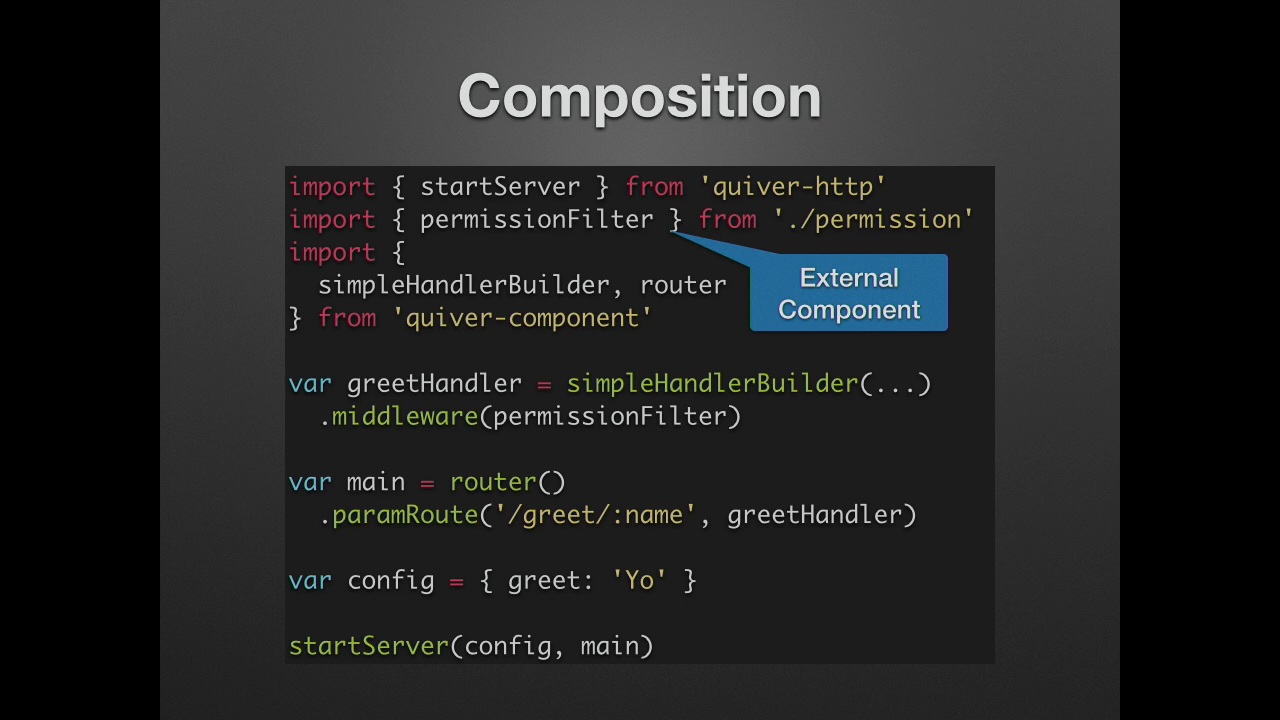 Composition
import { startServer } from 'quiver-http'
import { permissionFilter } from './permission'
import {
  simpleHandlerBuilder, router
} from 'quiver-component'
External
Component
var greetHandler = simpleHandlerBuilder(...)
  .middleware(permissionFilter)
var main = router()
  .paramRoute('/greet/:name', greetHandler)
var config = { greet: 'Yo' }
startServer(config, main)